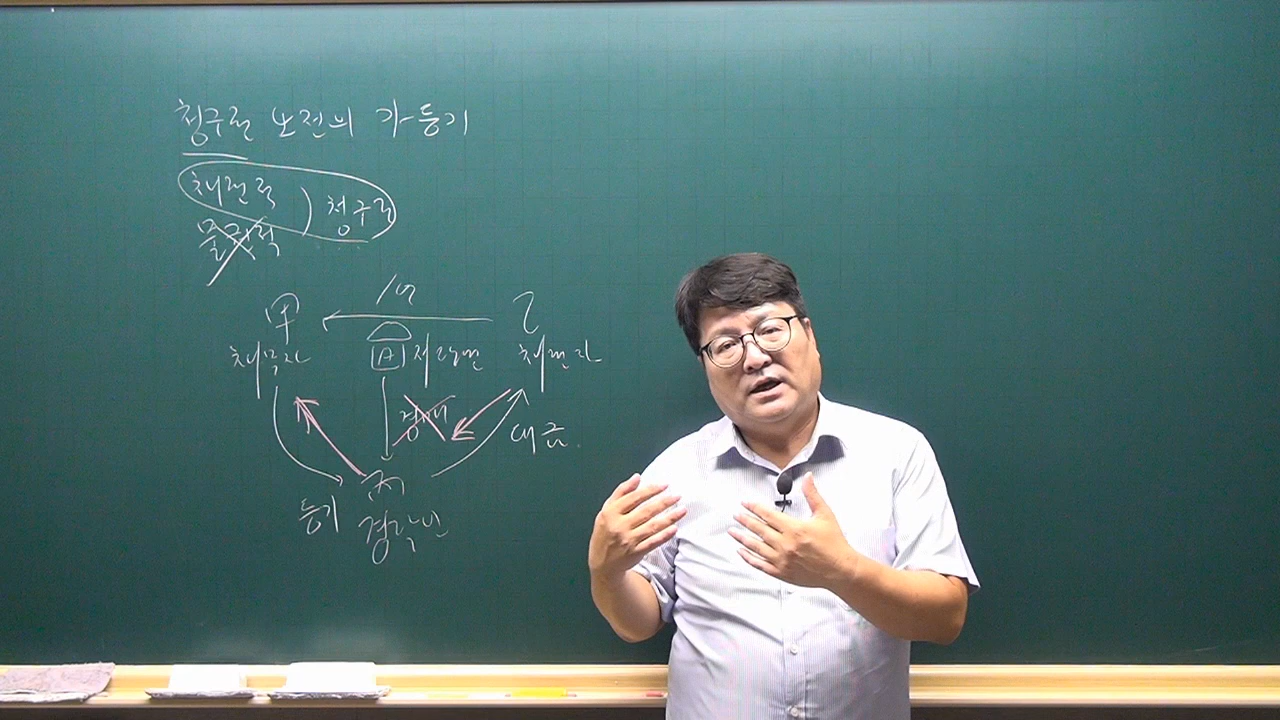 청구권 보전의 가등기
채권적 ) 청구권
물권적
甲 1억 乙
채무자 A 저당권 채권자
경매
대금
丙
등기 경락인